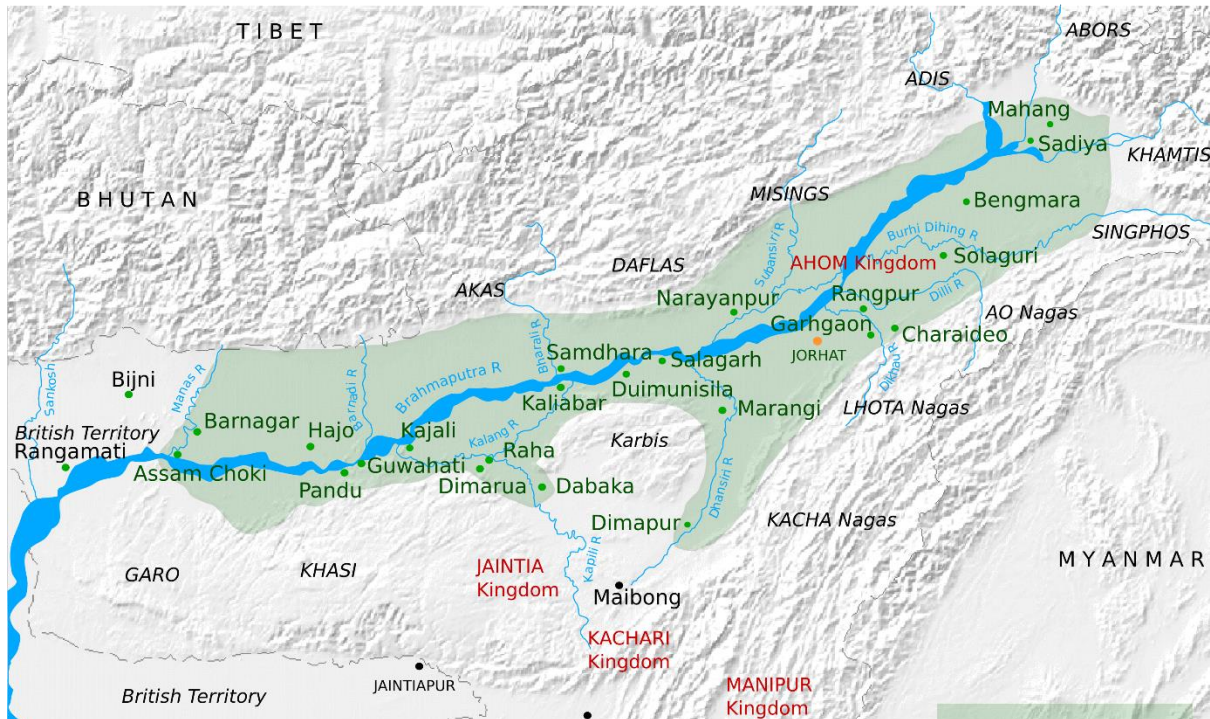 TIBET
ABORS
ADIS
Mahang
Sadiya
KHAMTIS
BHUTAN
MISINGS
Bengmara
SINGPHOS
Subansiri R
Burhi Dihing R
DAFLAS
AHOM Kingdom
Solaguri
AKAS
Narayanpur
Rangpur
Dilli R
AO Nagas
Garhgaon
Charaideo
JORHAT
Dikhau R
Bharali R
Samdhara
Salagarh
Sankosh
Bijni
Manas R
Barnadi R
Brahmaputra R
Kaliabar
Duimunisila
LHOTA Nagas
Marangi
British Territory
Barnagar
Hajo
Kajali
Kalang R
Karbis
Rangamati
Assam Choki
Guwahati
Raha
Pandu
Dimarua
Dabaka
Dhansiri R
Dimapur
KACHA Nagas
GARO
KHASI
JAINTIA
Kingdom
Kapili R
Maibong
MYANMAR
KACHARI
Kingdom
JAINTIAPUR
British Territory
MANIPUR
Kingdom